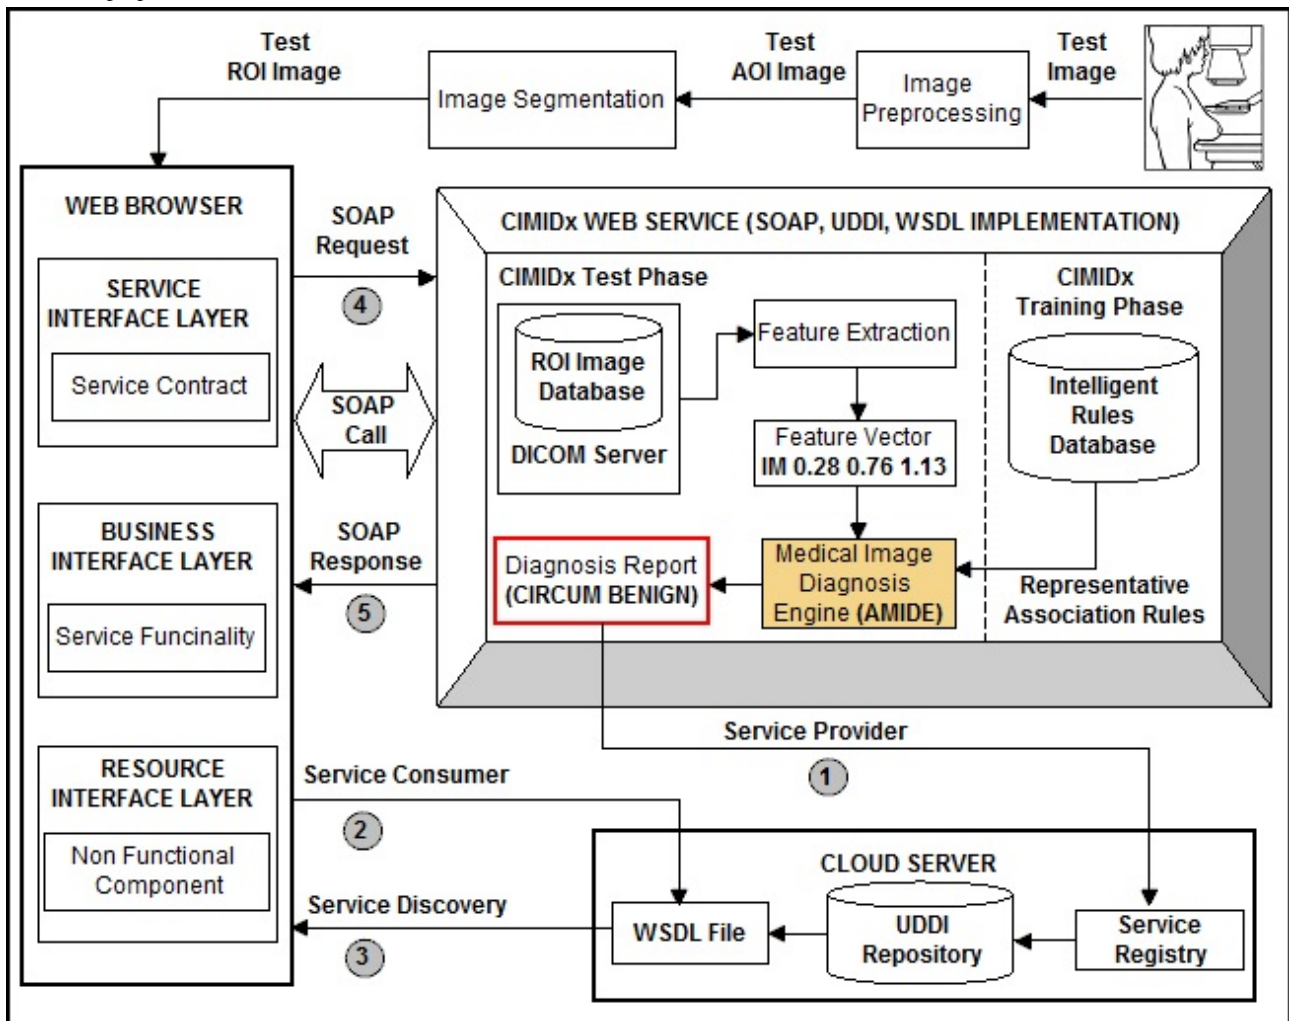 Test
ROI Image
Test
AOI Image
Test
Image
Image Segmentation
Image
Preprocessing
WEB BROWSER
SERVICE
INTERFACE LAYER
Service Contract
BUSINESS
INTERFACE LAYER
Service Funcinality
RESOURCE
INTERFACE LAYER
Non Functional
Component
SOAP
Request
4
SOAP
Call
SOAP
Response
5
CIMIDx WEB SERVICE (SOAP, UDDI, WSDL IMPLEMENTATION)
CIMIDx Test Phase
ROI Image
Database
DICOM Server
Feature Extraction
Feature Vector
IM 0.28 0.76 1.13
Medical Image
Diagnosis
Engine (AMIDE)
Diagnosis Report
(CIRCUM BENIGN)
CIMIDx
Training Phase
Intelligent
Rules
Database
Representative
Association Rules
Service Provider
1
Service Consumer
2
Service Discovery
3
CLOUD SERVER
WSDL File
UDDI
Repository
Service
Registry